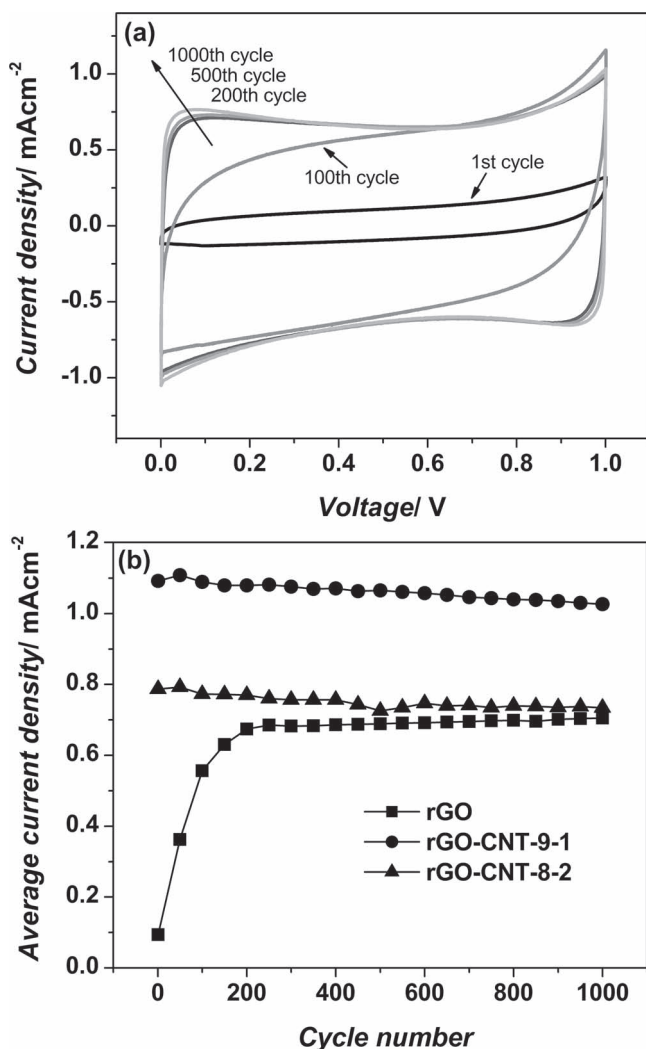 (a)
1000th cycle
500th cycle
200th cycle
100th cycle
1st cycle
1.0
0.5
0.0
-0.5
-1.0
Current density/ mAcm⁻²
0.0 0.2 0.4 0.6 0.8 1.0
Voltage/ V
(b)
1.2
1.0
0.8
0.6
0.4
0.2
0.0
Average current density/ mAcm⁻²
rGO
rGO-CNT-9-1
rGO-CNT-8-2
0 200 400 600 800 1000
Cycle number